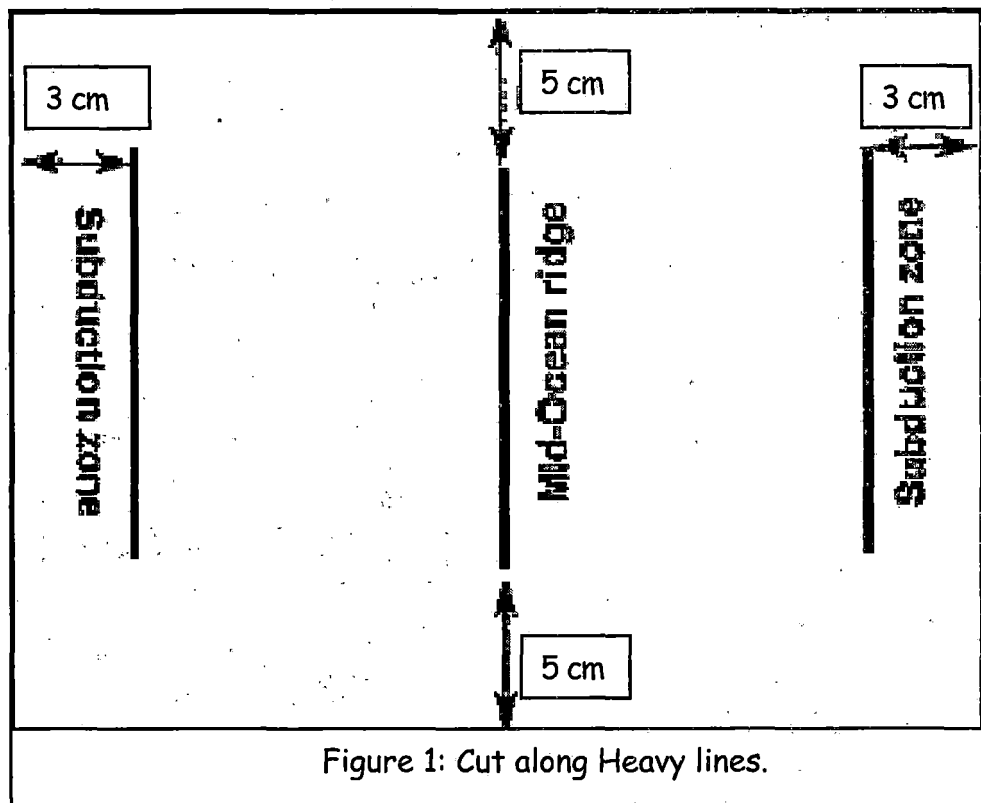 5 cm
3 cm
3 cm
Subduction zone
Mid-Ocean ridge
Subduction zone
5 cm
Figure 1: Cut along Heavy lines.